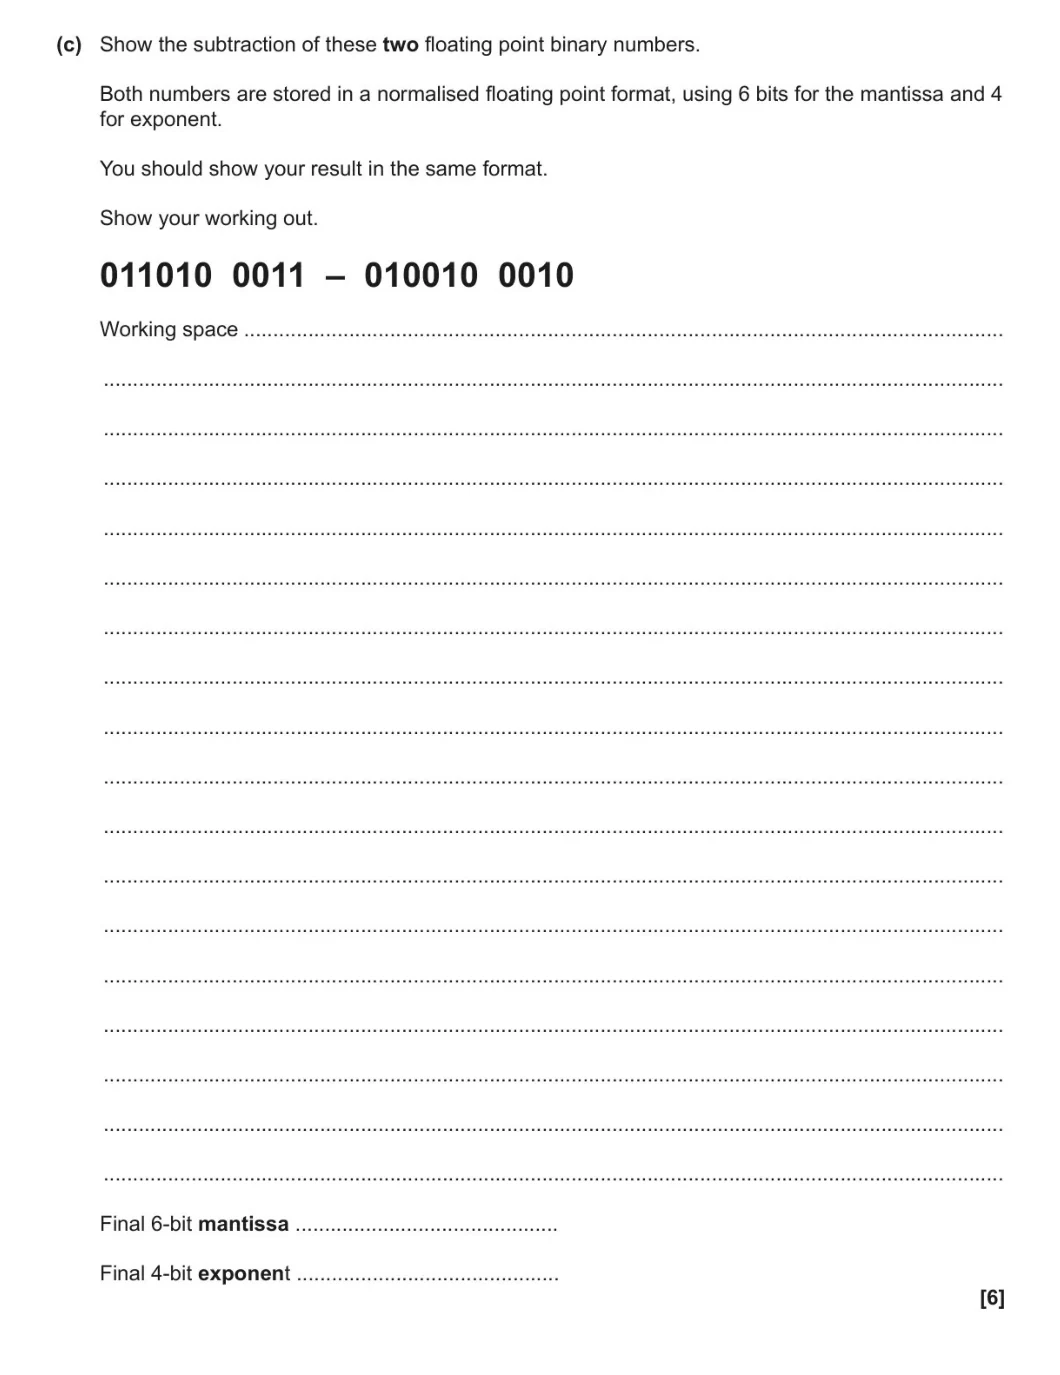 (c) Show the subtraction of these two floating point binary numbers.
Both numbers are stored in a normalised floating point format, using 6 bits for the mantissa and 4
for exponent.
You should show your result in the same format.
Show your working out.
011010 0011 – 010010 0010
Working space
Final 6-bit mantissa
Final 4-bit exponent
[6]